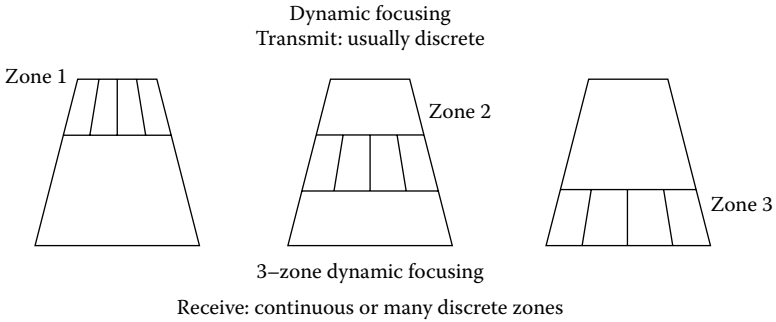 Dynamic focusing
Transmit: usually discrete
Zone 1
Zone 2
Zone 3
3–zone dynamic focusing
Receive: continuous or many discrete zones